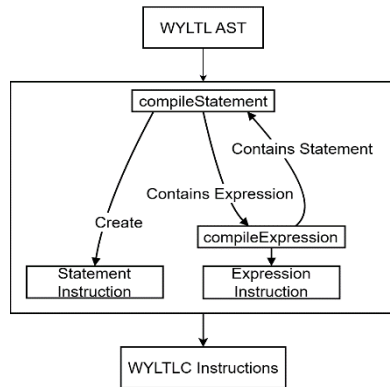 WYLTL AST
compileStatement
Contains Statement
Contains Expression
Create
compileExpression
Statement
Instruction
Expression
Instruction
WYLTLC Instructions